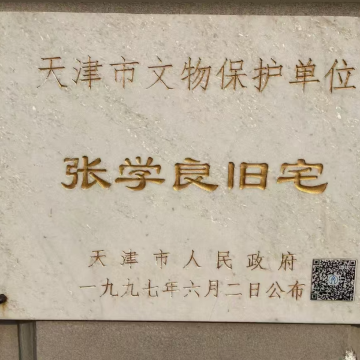 天津市文物保护单位
张学良旧宅
天津市人民政府
一九九七年六月二日公布